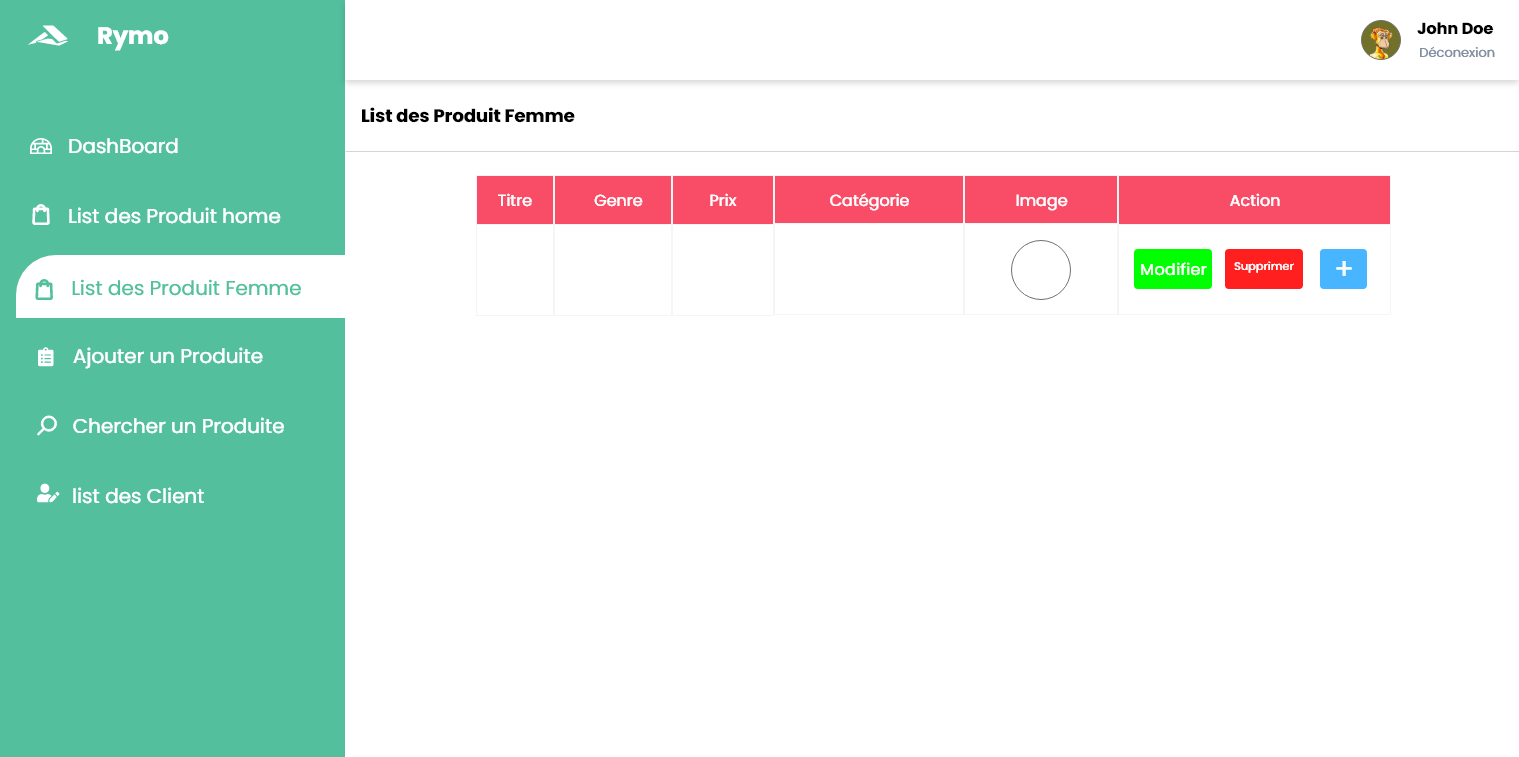 Rymo
John Doe
Déconexion
DashBoard
List des Produit home
List des Produit Femme
Ajouter un Produite
Chercher un Produite
list des Client
List des Produit Femme
Titre Genre Prix Catégorie Image Action
Modifier Supprimer +